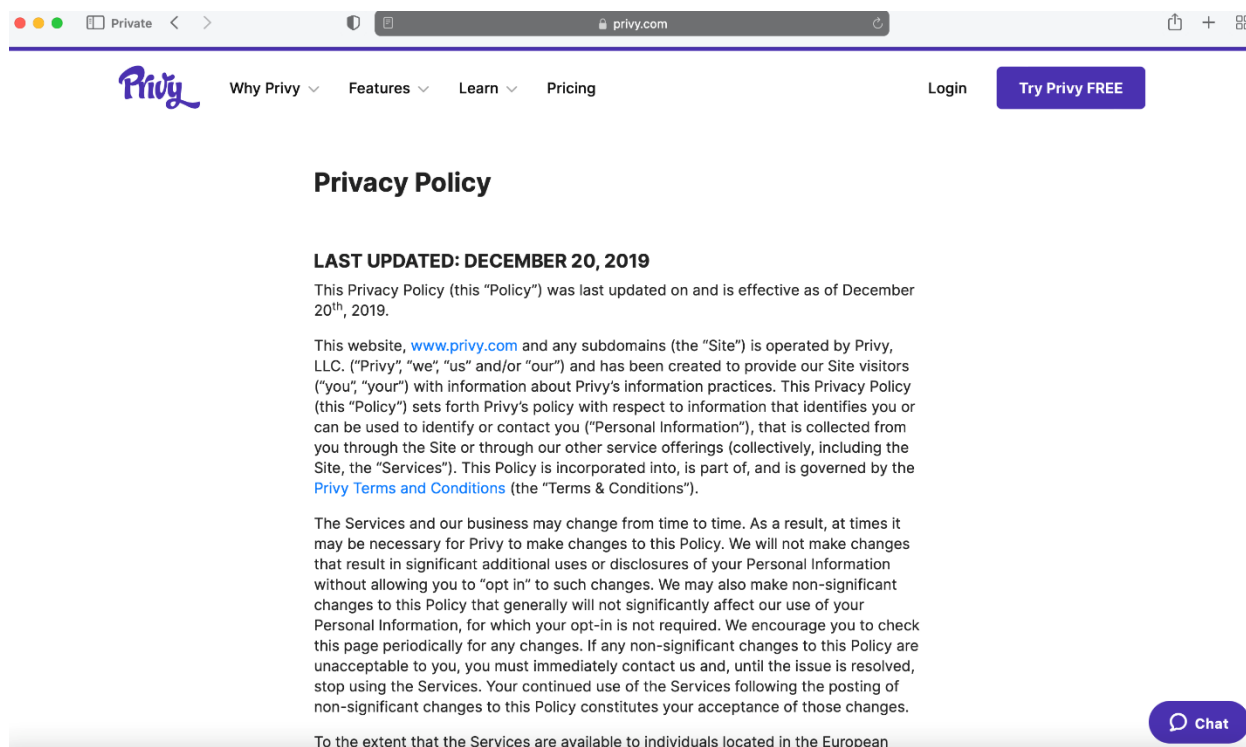 Private
privy.com
Privy
Why Privy
Features
Learn
Pricing
Login
Try Privy FREE
Privacy Policy
LAST UPDATED: DECEMBER 20, 2019
This Privacy Policy (this “Policy”) was last updated on and is effective as of December
20th, 2019.
This website, www.privy.com and any subdomains (the “Site”) is operated by Privy,
LLC. (“Privy”, “we”, “us” and/or “our”) and has been created to provide our Site visitors
(“you”, “your”) with information about Privy’s information practices. This Privacy Policy
(this “Policy”) sets forth Privy’s policy with respect to information that identifies you or
can be used to identify or contact you (“Personal Information”), that is collected from
you through the Site or through our other service offerings (collectively, including the
Site, the “Services”). This Policy is incorporated into, is part of, and is governed by the
Privy Terms and Conditions (the “Terms & Conditions”).
The Services and our business may change from time to time. As a result, at times it
may be necessary for Privy to make changes to this Policy. We will not make changes
that result in significant additional uses or disclosures of your Personal Information
without allowing you to “opt in” to such changes. We may also make non-significant
changes to this Policy that generally will not significantly affect our use of your
Personal Information, for which your opt-in is not required. We encourage you to check
this page periodically for any changes. If any non-significant changes to this Policy are
unacceptable to you, you must immediately contact us and, until the issue is resolved,
stop using the Services. Your continued use of the Services following the posting of
non-significant changes to this Policy constitutes your acceptance of those changes.
To the extent that the Services are available to individuals located in the European
Chat